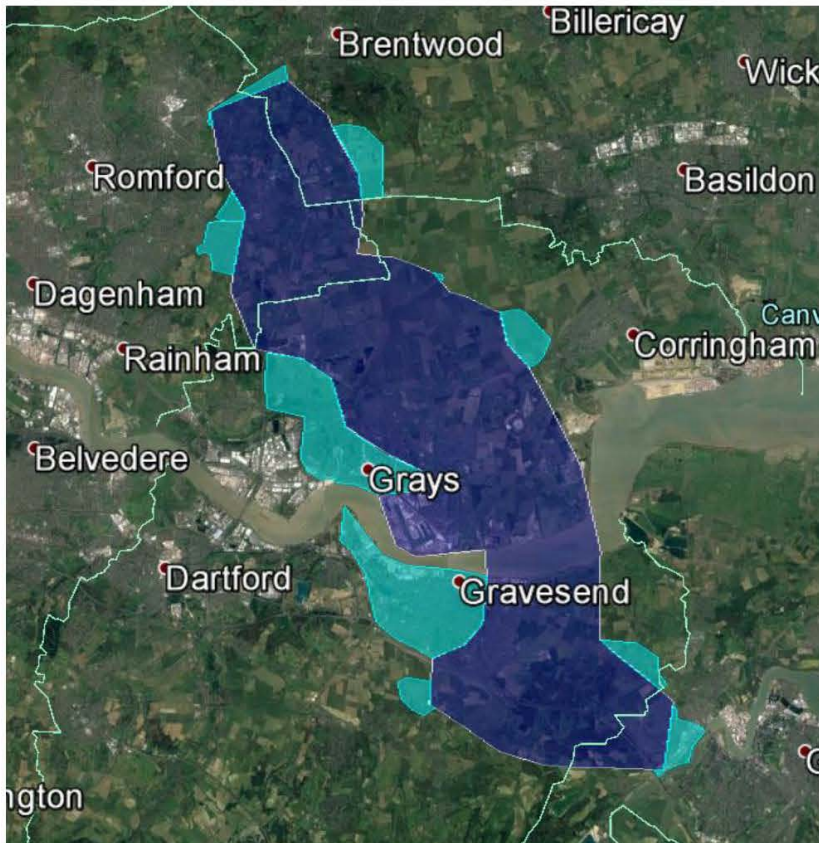 Billericay
Brentwood
Wick
Romford
Basildon
Dagenham
Canv
Rainham
Corringham
Belvedere
Grays
Dartford
Gravesend
G
ngton